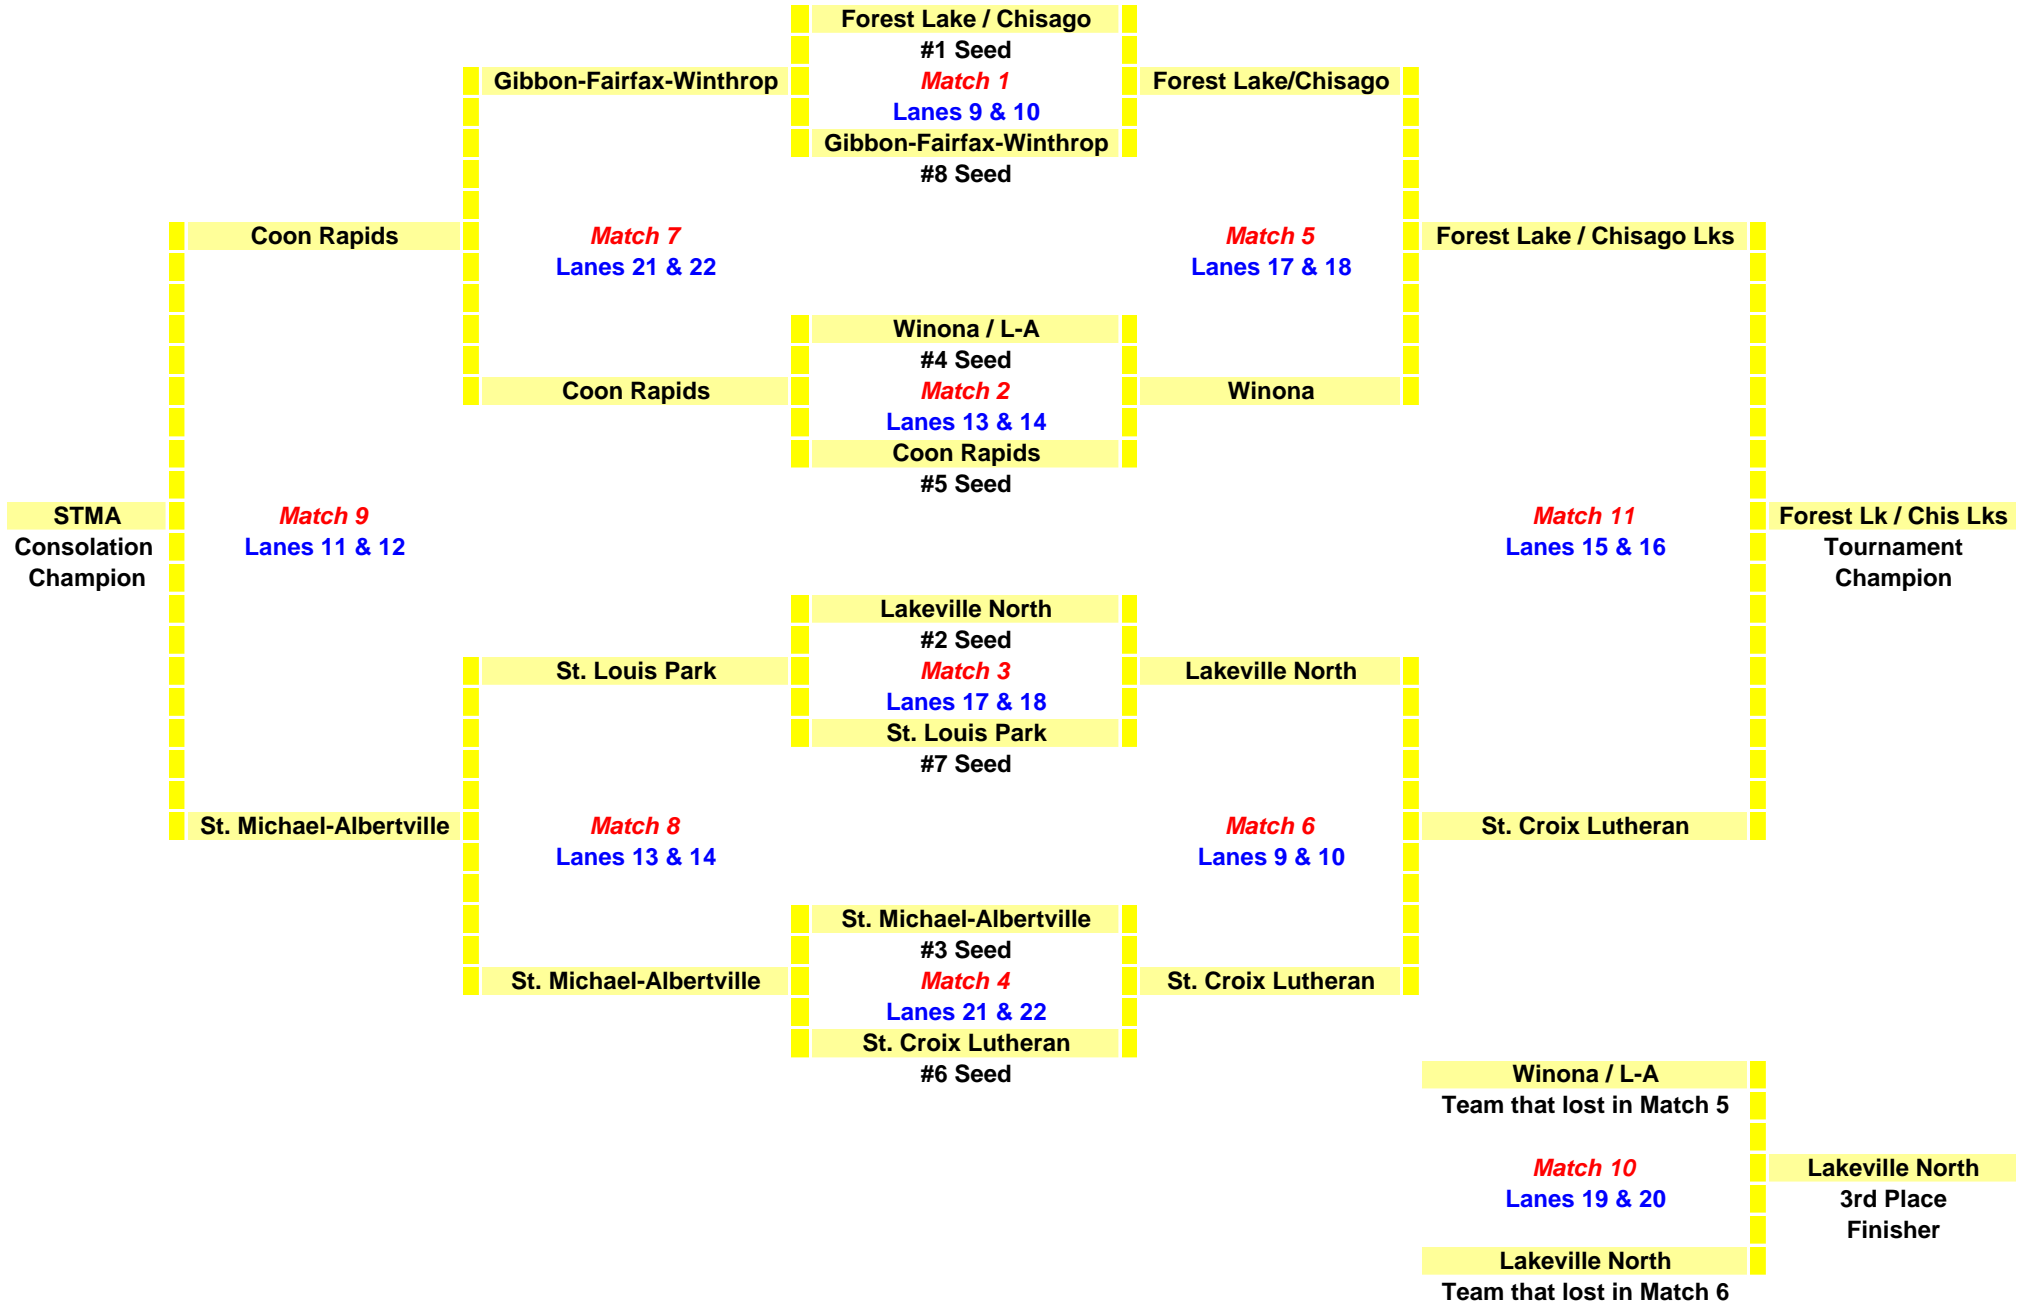 Forest Lake / Chisago
#1 Seed
Gibbon-Fairfax-Winthrop
Match 1
Forest Lake/Chisago
Lanes 9 & 10
Gibbon-Fairfax-Winthrop
#8 Seed
Coon Rapids
Match 7
Match 5
Forest Lake / Chisago Lks
Lanes 21 & 22
Lanes 17 & 18
Winona / L-A
#4 Seed
Coon Rapids
Match 2
Winona
Lanes 13 & 14
Coon Rapids
#5 Seed
STMA
Match 9
Match 11
Forest Lk / Chis Lks
Consolation
Lanes 11 & 12
Lanes 15 & 16
Tournament
Champion
Champion
Lakeville North
#2 Seed
St. Louis Park
Match 3
Lakeville North
Lanes 17 & 18
St. Louis Park
#7 Seed
St. Michael-Albertville
Match 8
Match 6
St. Croix Lutheran
Lanes 13 & 14
Lanes 9 & 10
St. Michael-Albertville
#3 Seed
St. Michael-Albertville
Match 4
St. Croix Lutheran
Lanes 21 & 22
St. Croix Lutheran
#6 Seed
Winona / L-A
Team that lost in Match 5
Match 10
Lakeville North
Lanes 19 & 20
3rd Place
Finisher
Lakeville North
Team that lost in Match 6